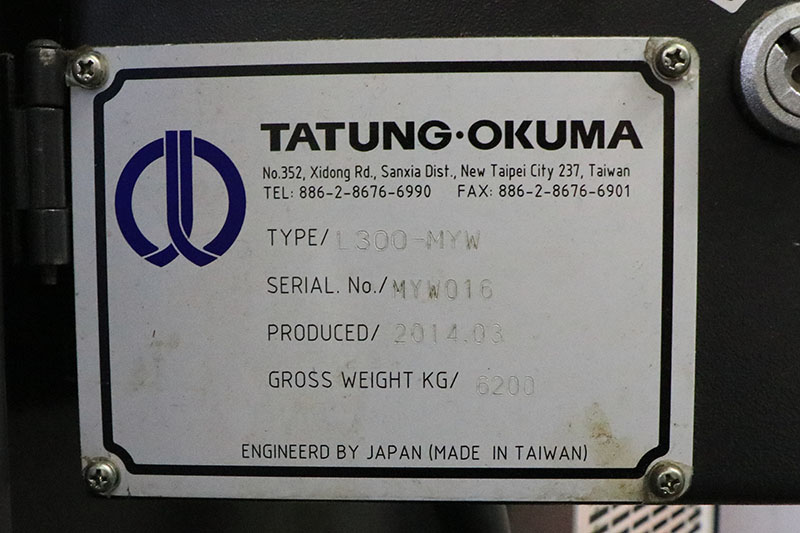 TATUNG·OKUMA
No.352, Xidong Rd., Sanxia Dist., New Taipei City 237, Taiwan
TEL: 886-2-8676-6990 FAX: 886-2-8676-6901
TYPE/ L300-MYW
SERIAL. No./ MYW016
PRODUCED/ 2014.03
GROSS WEIGHT KG/ 6200
ENGINEERD BY JAPAN (MADE IN TAIWAN)